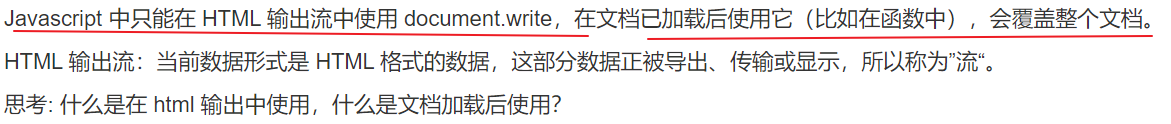 Javascript 中只能在 HTML 输出流中使用 document.write，在文档已加载后使用它（比如在函数中），会覆盖整个文档。
HTML 输出流：当前数据形式是 HTML 格式的数据，这部分数据正被导出、传输或显示，所以称为”流“。
思考: 什么是在 html 输出中使用，什么是文档加载后使用？